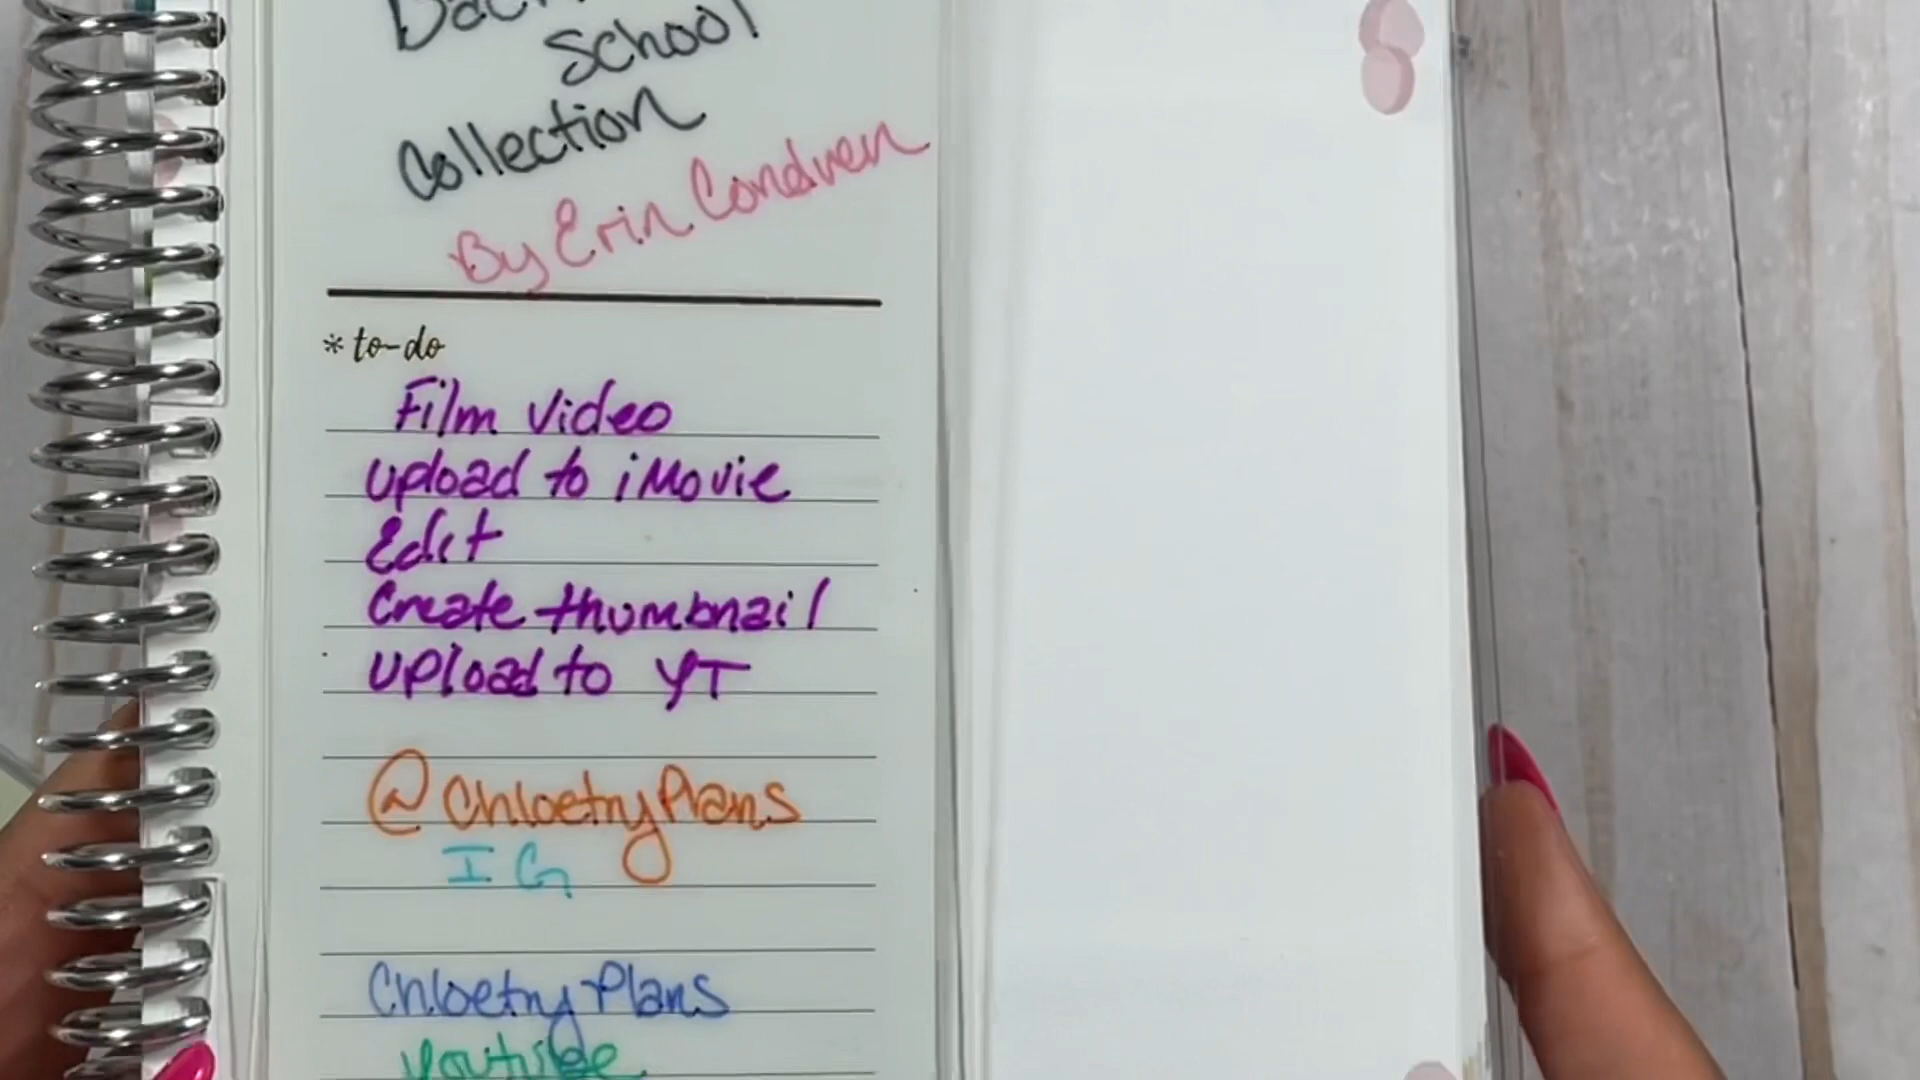 School
Collection
By Erin Condren
* to-do
Film Video
upload to iMovie
Edit
Create thumbnail
upload to YT
@ChloetryPlans
IG
ChloetryPlans
Youtube